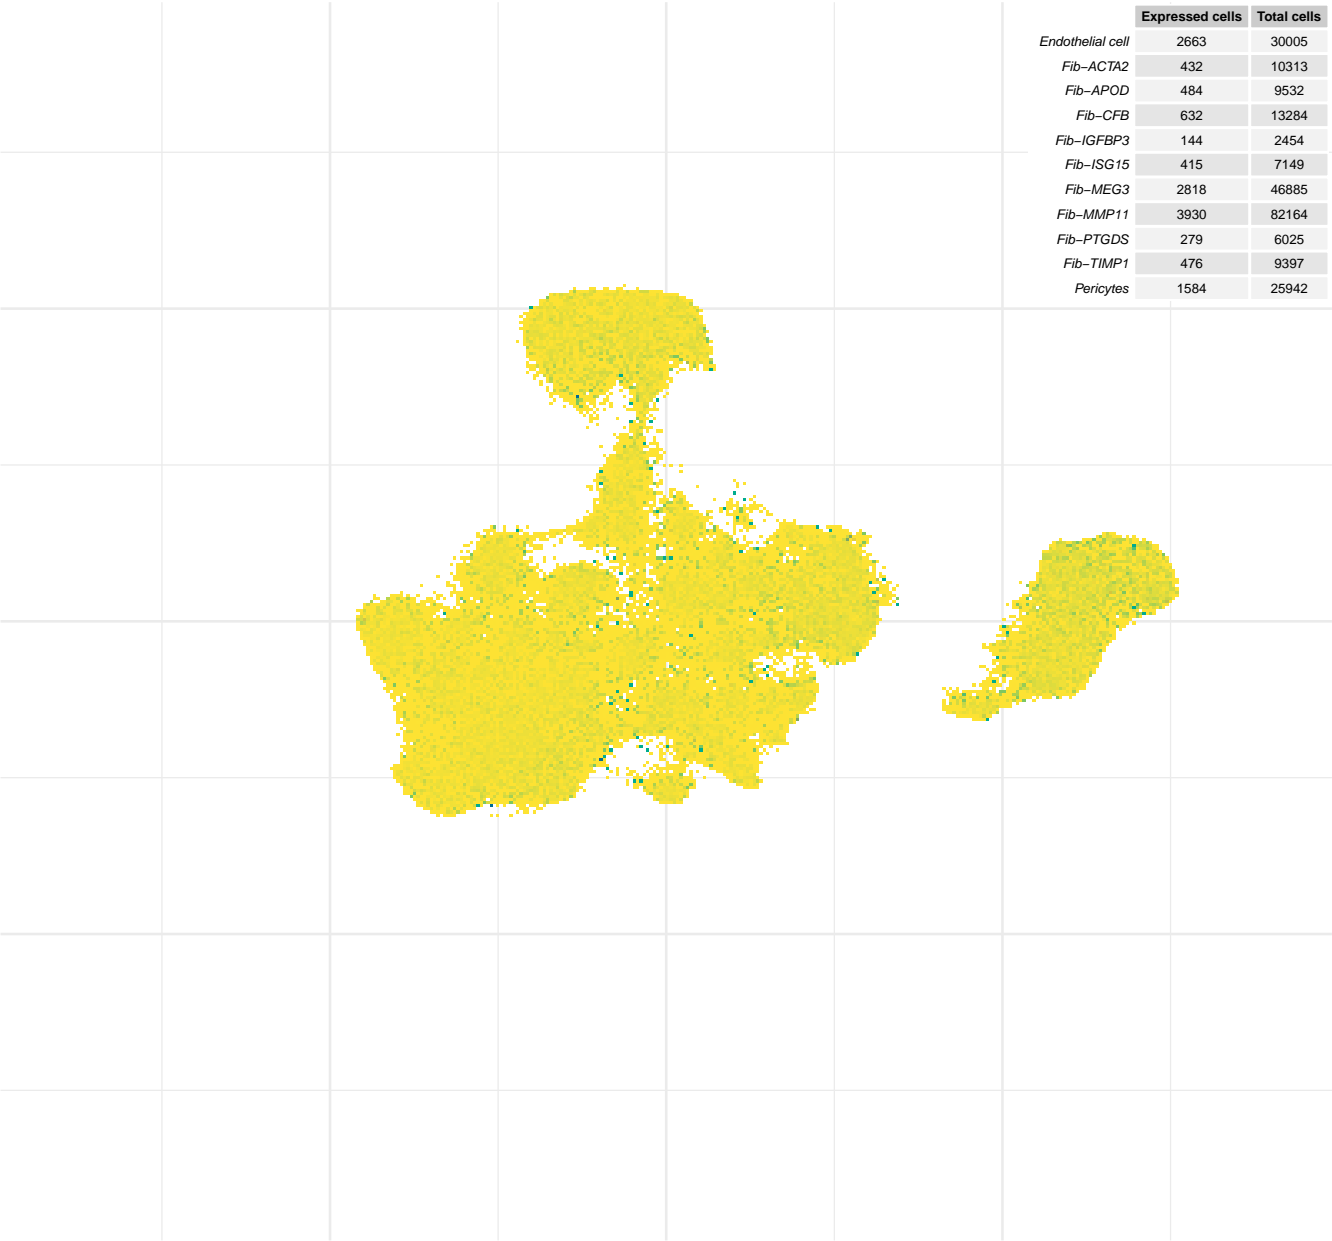 Expressed cells Total cells
Endothelial cell 2663 30005
Fib−ACTA2 432 10313
Fib−APOD 484 9532
Fib−CFB 632 13284
Fib−IGFBP3 144 2454
Fib−ISG15 415 7149
Fib−MEG3 2818 46885
Fib−MMP11 3930 82164
Fib−PTGDS 279 6025
Fib−TIMP1 476 9397
Pericytes 1584 25942